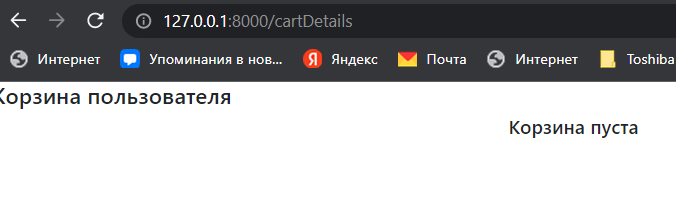 127.0.0.1:8000/cartDetails
Интернет Упоминания в нов... Яндекс Почта Интернет Toshiba
Корзина пользователя
Корзина пуста